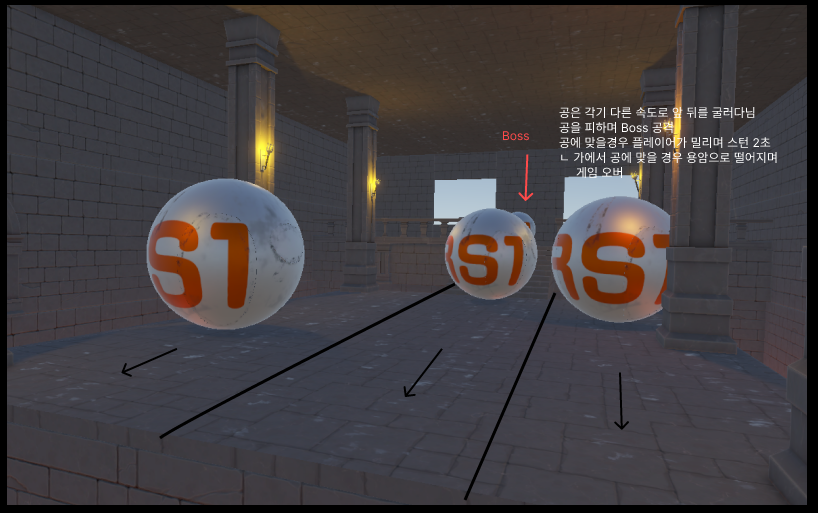 공은 각기 다른 속도로 앞 뒤를 굴러다님
Boss
공을 피하며 Boss 공격
공에 맞을경우 플레이어가 밀리며 스턴 2초
ㄴ 가에서 공에 맞을 경우 용암으로 떨어지며
게임 오버
S1
RS1
RS